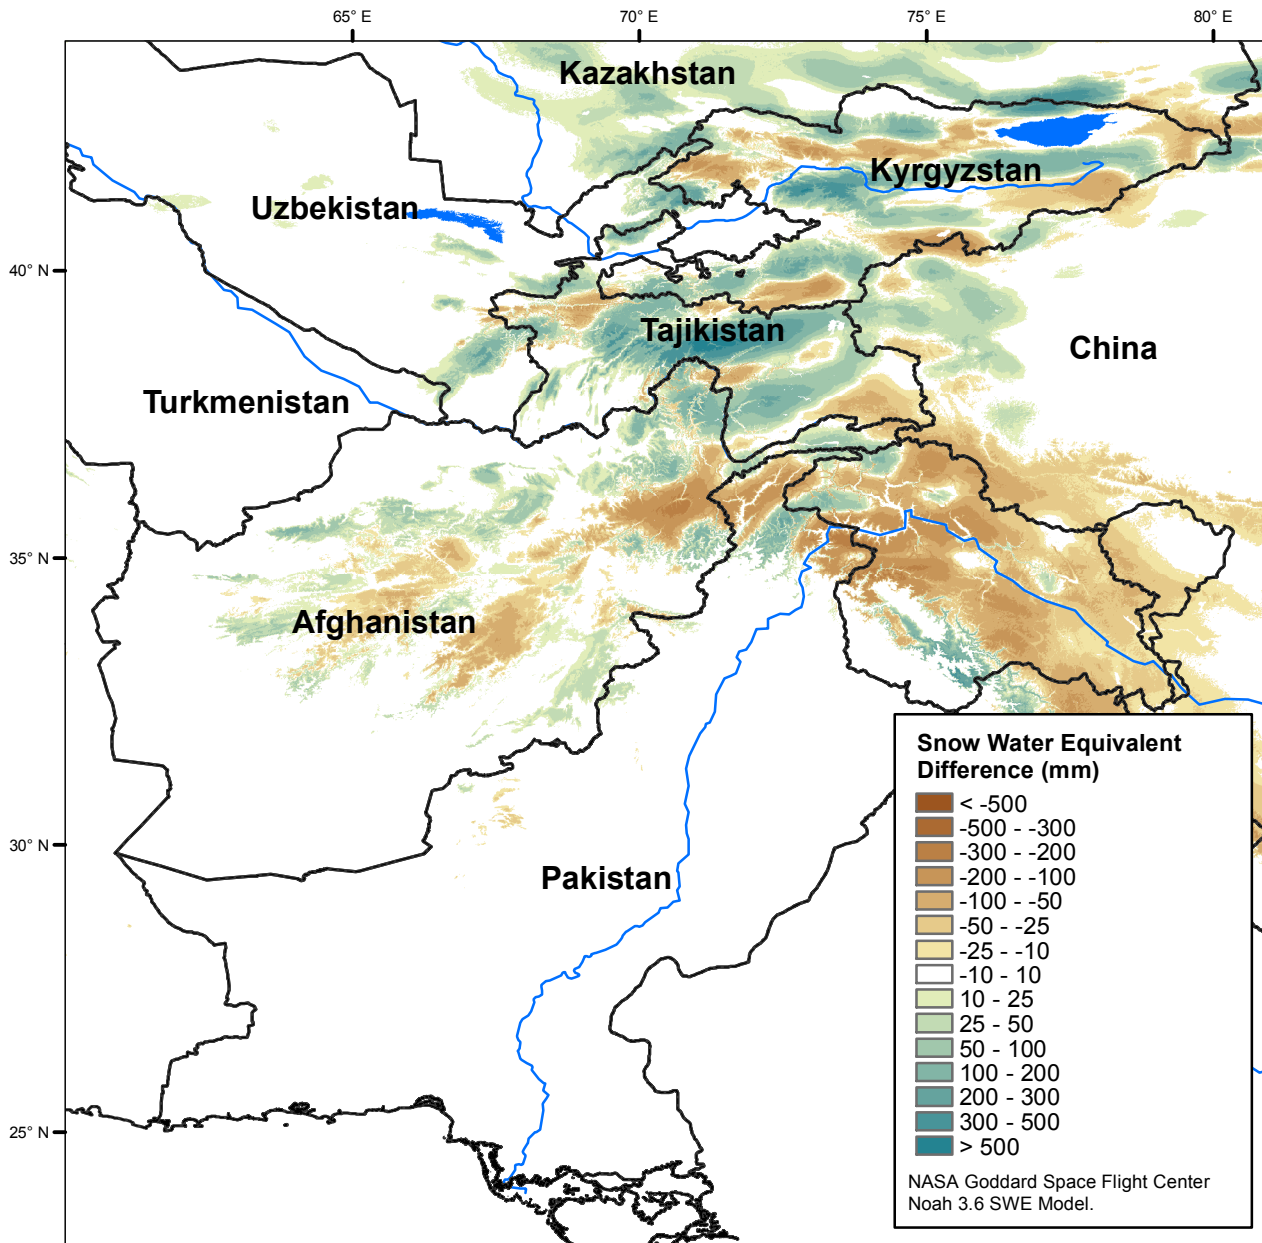 65° E
70° E
75° E
80° E
Kazakhstan
Kyrgyzstan
Uzbekistan
40° N
Tajikistan
China
Turkmenistan
35° N
Afghanistan
Snow Water Equivalent
Difference (mm)
< -500
-500 - -300
-300 - -200
-200 - -100
-100 - -50
-50 - -25
-25 - -10
-10 - 10
10 - 25
25 - 50
50 - 100
100 - 200
200 - 300
300 - 500
> 500
NASA Goddard Space Flight Center
Noah 3.6 SWE Model.
30° N
Pakistan
25° N